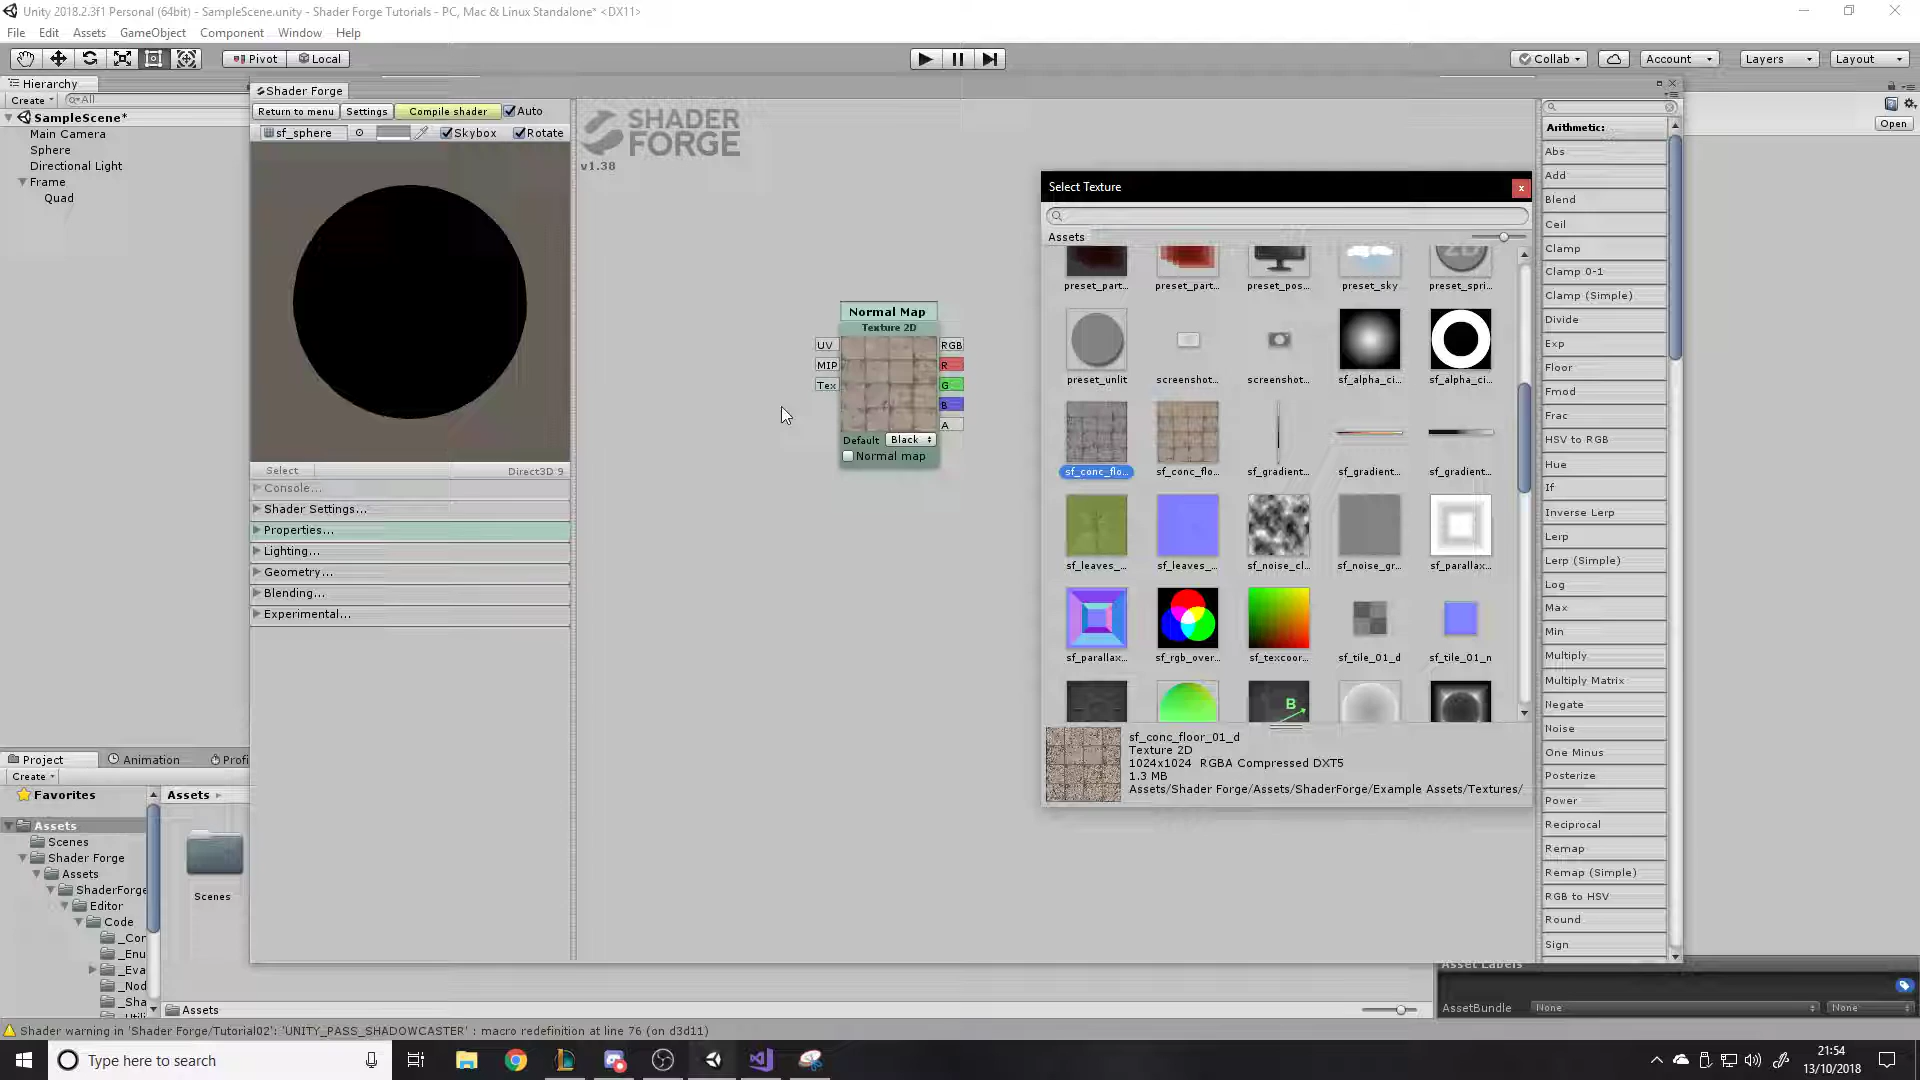 Unity 2018.2.3f1 Personal (64bit) - SampleScene.unity - Shader Forge Tutorials - PC, Mac & Linux Standalone* <DX11>
File Edit Assets GameObject Component Window Help
Pivot Local
Collab Account Layers Layout
Hierarchy
Create All
SampleScene*
Main Camera
Sphere
Directional Light
Frame
Quad
Shader Forge
Return to menu Settings Compile shader Auto
sf_sphere Skybox Rotate
Select Direct3D 9
Console...
Shader Settings...
Properties...
Lighting...
Geometry...
Blending...
Experimental...
SHADER
FORGE
v1.38
Normal Map
Texture 2D
UV RGB
MIP R
Tex G
B
A
Default Black
Normal map
Select Texture
Assets
preset_part... preset_part... preset_pos... preset_sky preset_spri...
preset_unlit screenshot... screenshot... sf_alpha_ci... sf_alpha_ci...
sf_conc_flo... sf_conc_flo... sf_gradient... sf_gradient... sf_gradient...
sf_leaves_... sf_leaves_... sf_noise_cl... sf_noise_gr... sf_parallax...
sf_parallax... sf_rgb_over... sf_texcoor... sf_tile_01_d sf_tile_01_n
B
sf_conc_floor_01_d
Texture 2D
1024x1024 RGBA Compressed DXT5
1.3 MB
Assets/Shader Forge/Assets/ShaderForge/Example Assets/Textures/
Open
Arithmetic:
Abs
Add
Blend
Ceil
Clamp
Clamp 0-1
Clamp (Simple)
Divide
Exp
Floor
Fmod
Frac
HSV to RGB
Hue
If
Inverse Lerp
Lerp
Lerp (Simple)
Log
Max
Min
Multiply
Multiply Matrix
Negate
Noise
One Minus
Posterize
Power
Reciprocal
Remap
Remap (Simple)
RGB to HSV
Round
Sign
Project Animation Profi
Create
Favorites
Assets
Scenes
Shader Forge
Assets
ShaderForge
Editor
Code
_Con
_Enu
_Eva
_Nod
_Sha
Assets
Scenes
Assets
Asset Labels
AssetBundle None None
Shader warning in 'Shader Forge/Tutorial02': 'UNITY_PASS_SHADOWCASTER' : macro redefinition at line 76 (on d3d11)
Type here to search
21:54
13/10/2018